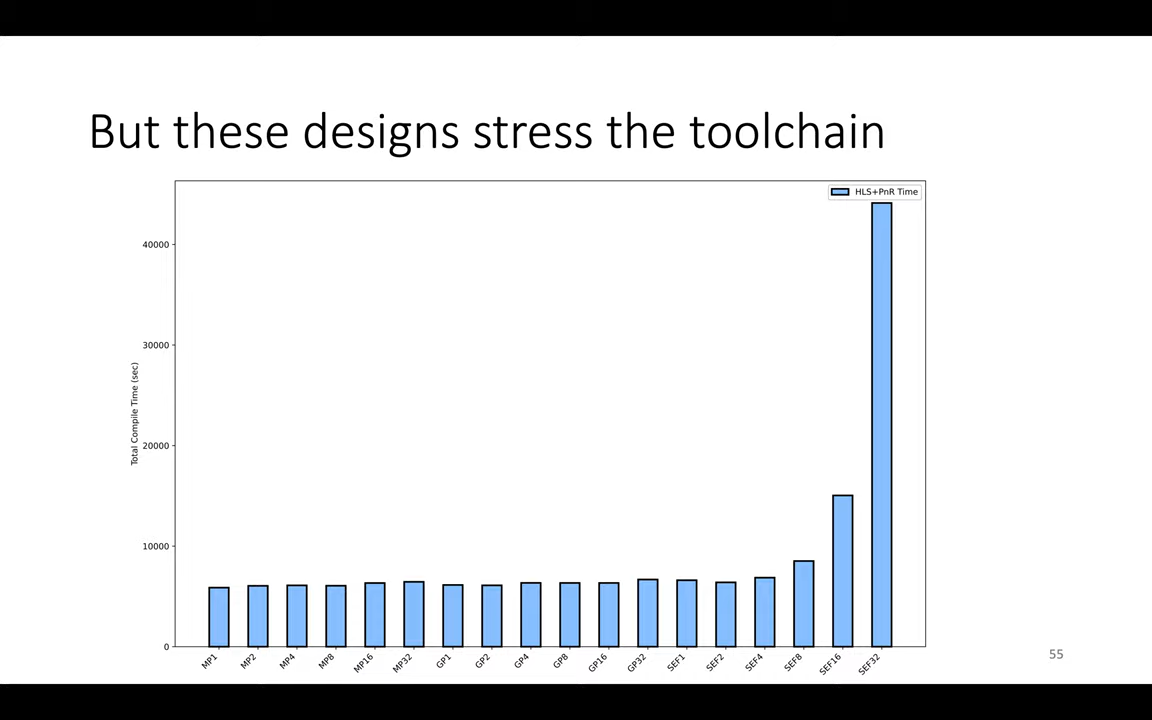 But these designs stress the toolchain
HLS+PnR Time
40000
30000
20000
10000
0
Total Compile Time (sec)
MP1
MP2
MP4
MP8
MP16
MP32
GP1
GP2
GP4
GP8
GP16
GP32
SEF1
SEF2
SEF4
SEF8
SEF16
SEF32
55